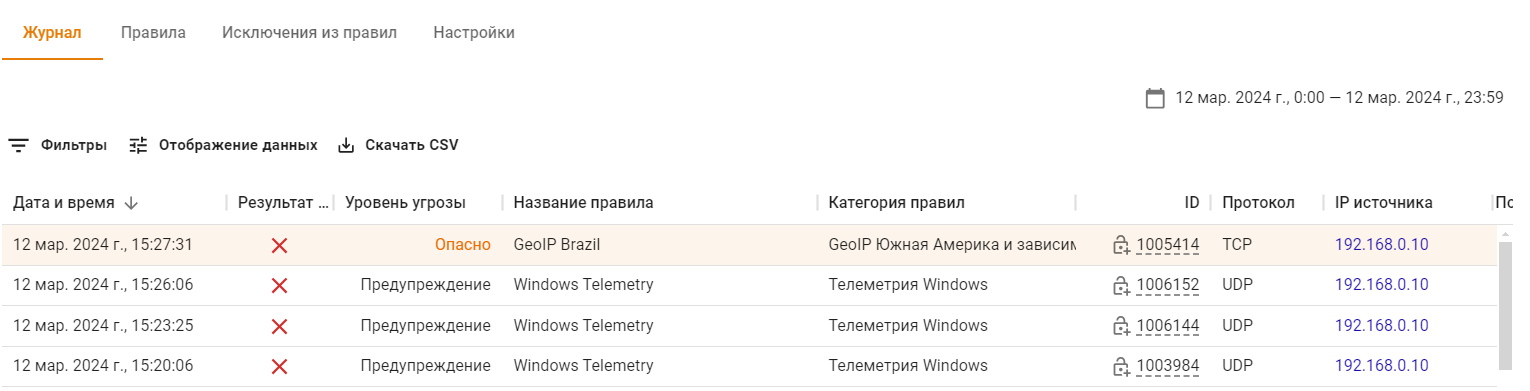 Журнал Правила Исключения из правил Настройки
12 мар. 2024 г., 0:00 — 12 мар. 2024 г., 23:59
Фильтры Отображение данных Скачать CSV
Дата и время Результат ... Уровень угрозы Название правила Категория правил ID Протокол IP источника По
12 мар. 2024 г., 15:27:31 Опасно GeoIP Brazil GeoIP Южная Америка и зависим 1005414 TCP 192.168.0.10
12 мар. 2024 г., 15:26:06 Предупреждение Windows Telemetry Телеметрия Windows 1006152 UDP 192.168.0.10
12 мар. 2024 г., 15:23:25 Предупреждение Windows Telemetry Телеметрия Windows 1006144 UDP 192.168.0.10
12 мар. 2024 г., 15:20:06 Предупреждение Windows Telemetry Телеметрия Windows 1003984 UDP 192.168.0.10